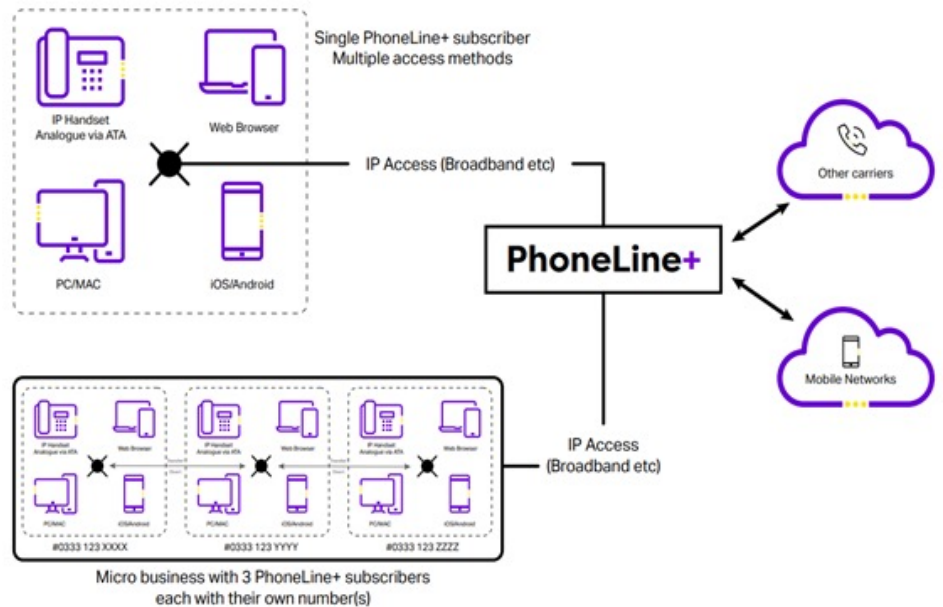 Single PhoneLine+ subscriber
Multiple access methods
IP Handset
Analogue via ATA
Web Browser
IP Access (Broadband etc)
PC/MAC
iOS/Android
PhoneLine+
Other carriers
Mobile Networks
IP Access
(Broadband etc)
IP Handset
Analogue via ATA
Web Browser
PC/MAC
iOS/Android
#0333 123 XXXX
IP Handset
Analogue via ATA
Web Browser
PC/MAC
iOS/Android
#0333 123 YYYY
IP Handset
Analogue via ATA
Web Browser
PC/MAC
iOS/Android
#0333 123 ZZZZ
Micro business with 3 PhoneLine+ subscribers
each with their own number(s)